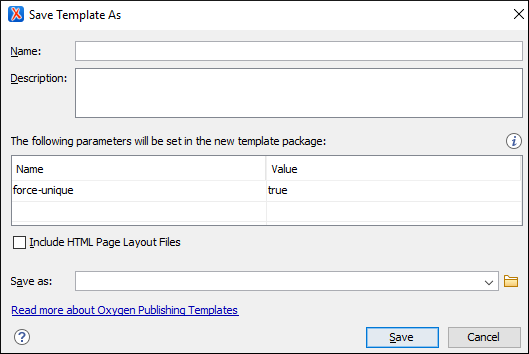 Save Template As
Name:
Description:
The following parameters will be set in the new template package:
Name Value
force-unique true
Include HTML Page Layout Files
Save as:
Read more about Oxygen Publishing Templates
Save Cancel